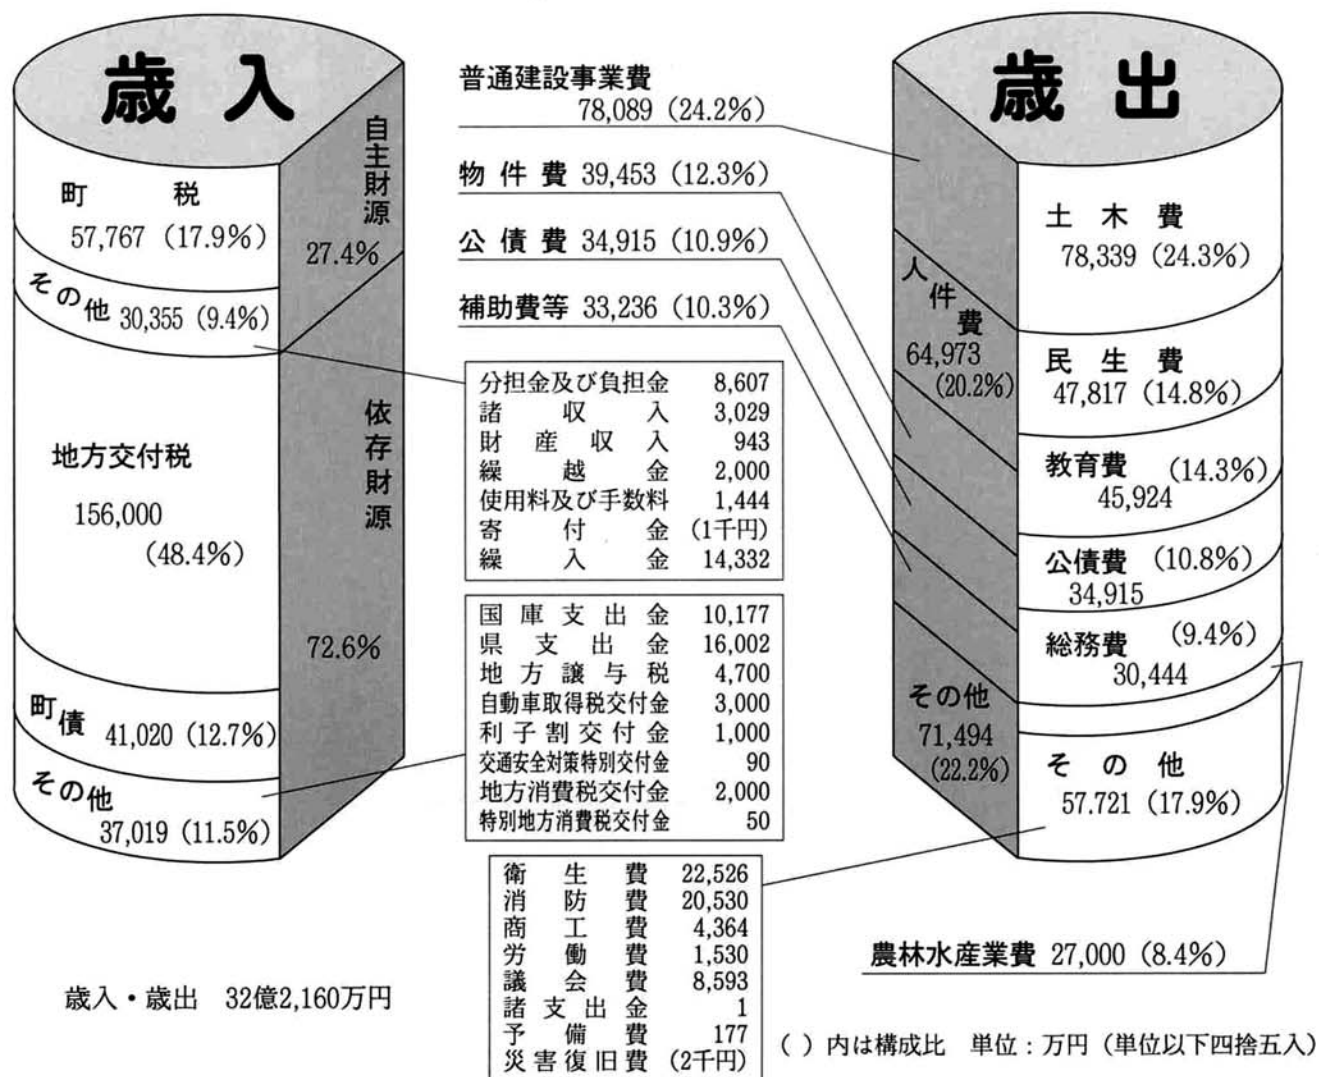 歳入
自主財源
27.4%
町税
57,767 (17.9%)
その他 30,355 (9.4%)
地方交付税
156,000
(48.4%)
依存財源
72.6%
町債 41,020 (12.7%)
その他
37,019 (11.5%)
普通建設事業費
78,089 (24.2%)
物件費 39,453 (12.3%)
公債費 34,915 (10.9%)
補助費等 33,236 (10.3%)
分担金及び負担金 8,607
諸収入 3,029
財産収入 943
繰越金 2,000
使用料及び手数料 1,444
寄付金 (1千円)
繰入金 14,332
国庫支出金 10,177
県支出金 16,002
地方譲与税 4,700
自動車取得税交付金 3,000
利子割交付金 1,000
交通安全対策特別交付金 90
地方消費税交付金 2,000
特別地方消費税交付金 50
衛生費 22,526
消防費 20,530
商工費 4,364
労働費 1,530
議会費 8,593
諸支出金 1
予備費 177
災害復旧費 (2千円)
歳出
人件費
64,973
(20.2%)
その他
71,494
(22.2%)
土木費
78,339 (24.3%)
民生費
47,817 (14.8%)
教育費 (14.3%)
45,924
公債費 (10.8%)
34,915
総務費 (9.4%)
30,444
その他
57.721 (17.9%)
農林水産業費 27,000 (8.4%)
歳入・歳出 32億2,160万円
( ) 内は構成比 単位：万円 (単位以下四捨五入)